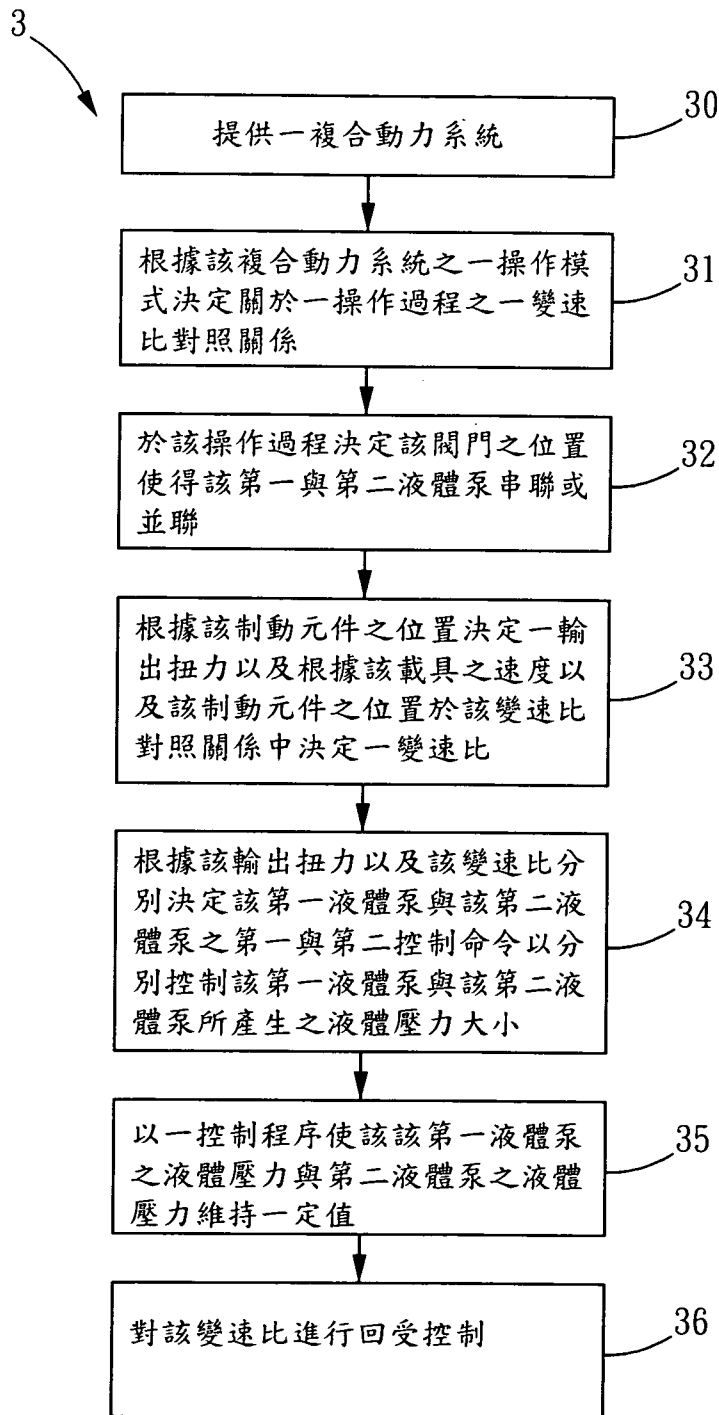 3
提供一複合動力系統
30
根據該複合動力系統之一操作模
式決定關於一操作過程之一變速
比對照關係
31
於該操作過程決定該閥門之位置
使得該第一與第二液體泵串聯或
並聯
32
根據該制動元件之位置決定一輸
出扭力以及根據該載具之速度以
及該制動元件之位置於該變速比
對照關係中決定一變速比
33
根據該輸出扭力以及該變速比分
別決定該第一液體泵與該第二液
體泵之第一與第二控制命令以分
別控制該第一液體泵與該第二液
體泵所產生之液體壓力大小
34
以一控制程序使該該第一液體泵
之液體壓力與第二液體泵之液體
壓力維持一定值
35
對該變速比進行回受控制
36